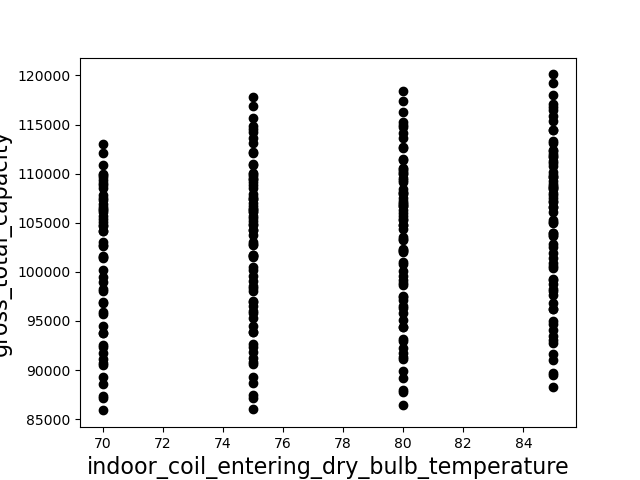 120000
115000
110000
105000
100000
95000
90000
85000
gross_total_capacity
70 72 74 76 78 80 82 84
indoor_coil_entering_dry_bulb_temperature